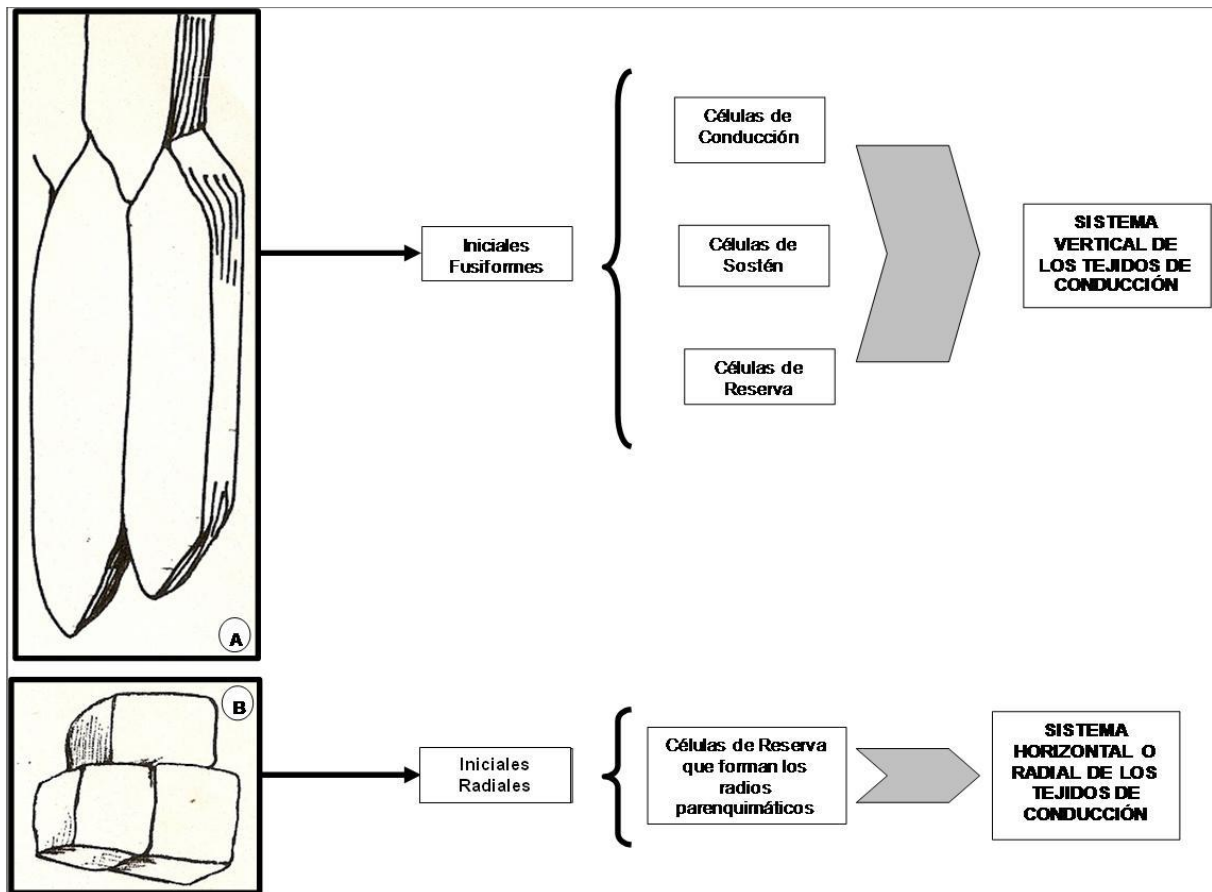 Células de
Conducción
Iniciales
Fusiformes
Células de
Sostén
SISTEMA
VERTICAL DE
LOS TEJIDOS DE
CONDUCCIÓN
Células de
Reserva
A
B
Iniciales
Radiales
Células de Reserva
que forman los
radios
parenquimáticos
SISTEMA
HORIZONTAL O
RADIAL DE LOS
TEJIDOS DE
CONDUCCIÓN